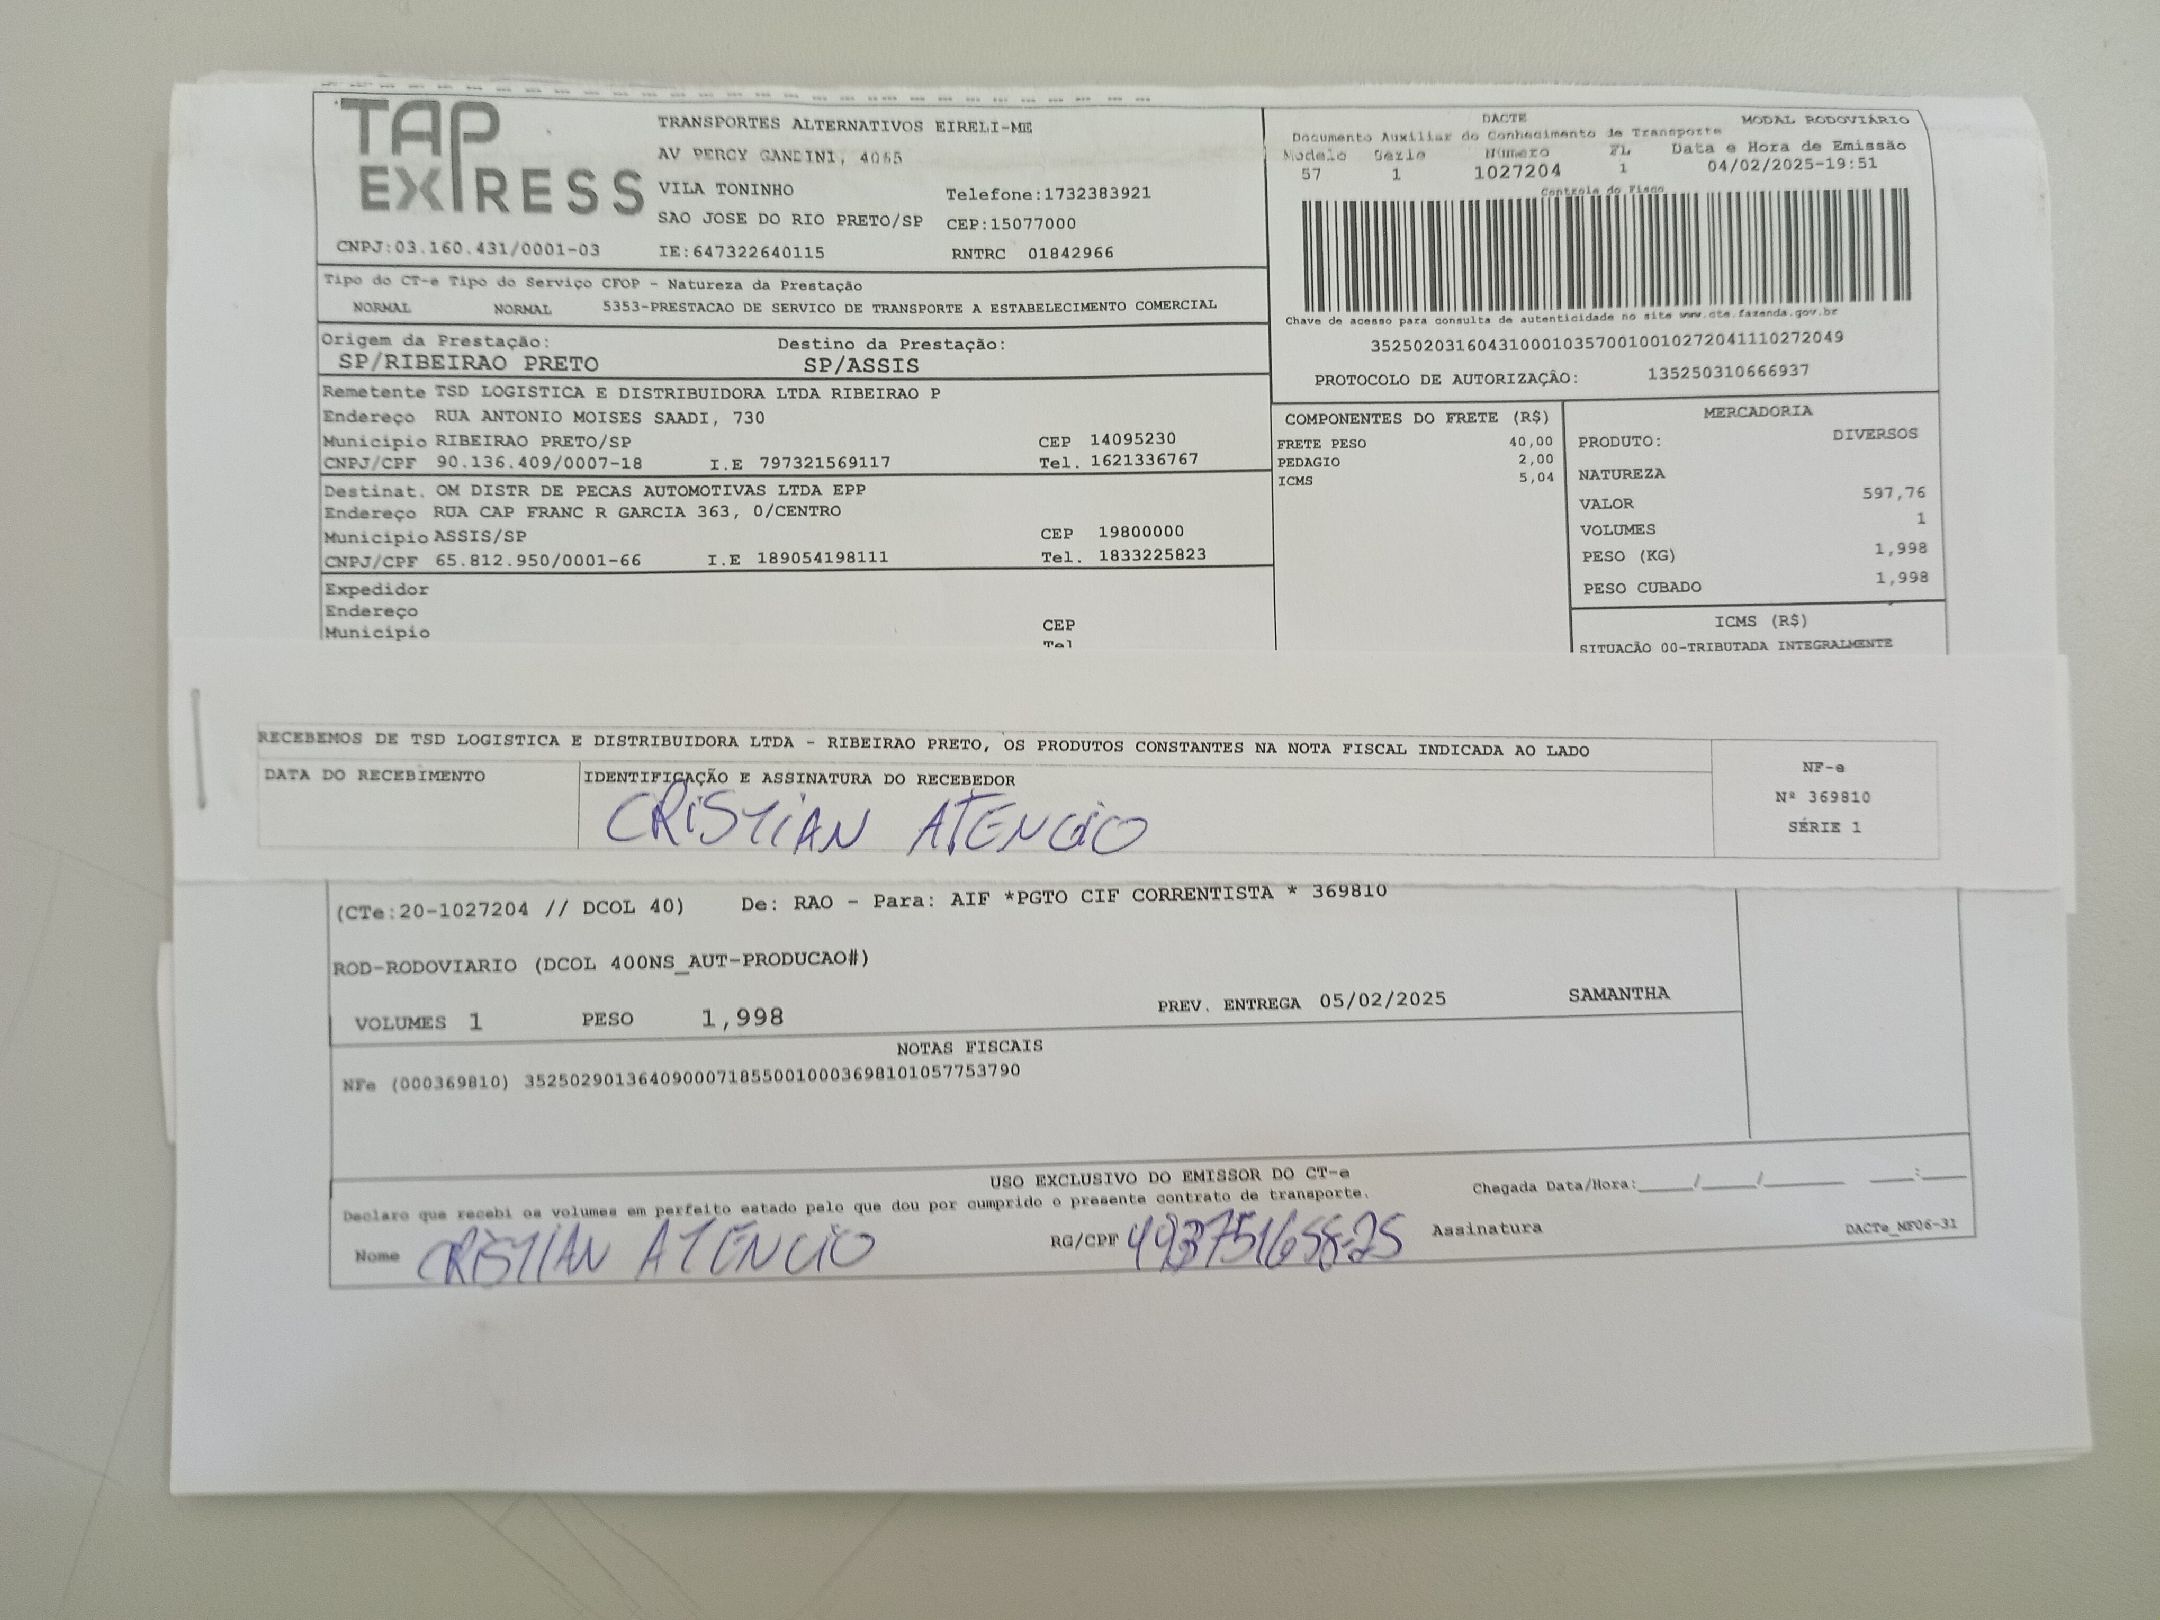 TAP EXPRESS
TRANSPORTES ALTERNATIVOS EIRELI-ME
AV PERCY GANDINI, 4065
VILA TONINHO Telefone:1732383921
SAO JOSE DO RIO PRETO/SP CEP:15077000
CNPJ:03.160.431/0001-03 IE:647322640115 RNTRC 01842966
DACTE MODAL RODOVIÁRIO
Documento Auxiliar do Conhecimento de Transporte
Modelo Serie Número FL Data e Hora de Emissão
57 1 1027204 1 04/02/2025-19:51
Controle do Fisco
Chave de acesso para consulta de autenticidade no site www.cte.fazenda.gov.br
35250203160431000103570010010272041110272049
PROTOCOLO DE AUTORIZAÇÂO: 135250310666937
Tipo do CT-e Tipo do Serviço CFOP - Natureza da Prestação
NORMAL NORMAL 5353-PRESTACAO DE SERVICO DE TRANSPORTE A ESTABELECIMENTO COMERCIAL
Origem da Prestação: Destino da Prestação:
SP/RIBEIRAO PRETO SP/ASSIS
Remetente TSD LOGISTICA E DISTRIBUIDORA LTDA RIBEIRAO P
Endereço RUA ANTONIO MOISES SAADI, 730
Municipio RIBEIRAO PRETO/SP CEP 14095230
CNPJ/CPF 90.136.409/0007-18 I.E 797321569117 Tel. 1621336767
Destinat. OM DISTR DE PECAS AUTOMOTIVAS LTDA EPP
Endereço RUA CAP FRANC R GARCIA 363, 0/CENTRO
Municipio ASSIS/SP CEP 19800000
CNPJ/CPF 65.812.950/0001-66 I.E 189054198111 Tel. 1833225823
Expedidor
Endereço
Municipio CEP
Tel
COMPONENTES DO FRETE (R$)
FRETE PESO 40,00
PEDAGIO 2,00
ICMS 5,04
MERCADORIA
PRODUTO: DIVERSOS
NATUREZA
VALOR 597,76
VOLUMES 1
PESO (KG) 1,998
PESO CUBADO 1,998
ICMS (R$)
SITUACÃO 00-TRIBUTADA INTEGRALMENTE
RECEBEMOS DE TSD LOGISTICA E DISTRIBUIDORA LTDA - RIBEIRAO PRETO, OS PRODUTOS CONSTANTES NA NOTA FISCAL INDICADA AO LADO
DATA DO RECEBIMENTO IDENTIFICAÇÃO E ASSINATURA DO RECEBEDOR
CRISTIAN ATENCIO
NF-e
Nº 369810
SÉRIE 1
(CTe:20-1027204 // DCOL 40) De: RAO - Para: AIF *PGTO CIF CORRENTISTA * 369810
ROD-RODOVIARIO (DCOL 400NS_AUT-PRODUCAO#)
VOLUMES 1 PESO 1,998 PREV. ENTREGA 05/02/2025 SAMANTHA
NOTAS FISCAIS
NFe (000369810) 35250290136409000718550010003698101057753790
USO EXCLUSIVO DO EMISSOR DO CT-e
Declaro que recebi os volumes em perfeito estado pelo que dou por cumprido o presente contrato de transporte.
Chegada Data/Hora:____/____/______ ___:___
Nome CRISTIAN ATENCIO RG/CPF Assinatura DACTe_NF06-31